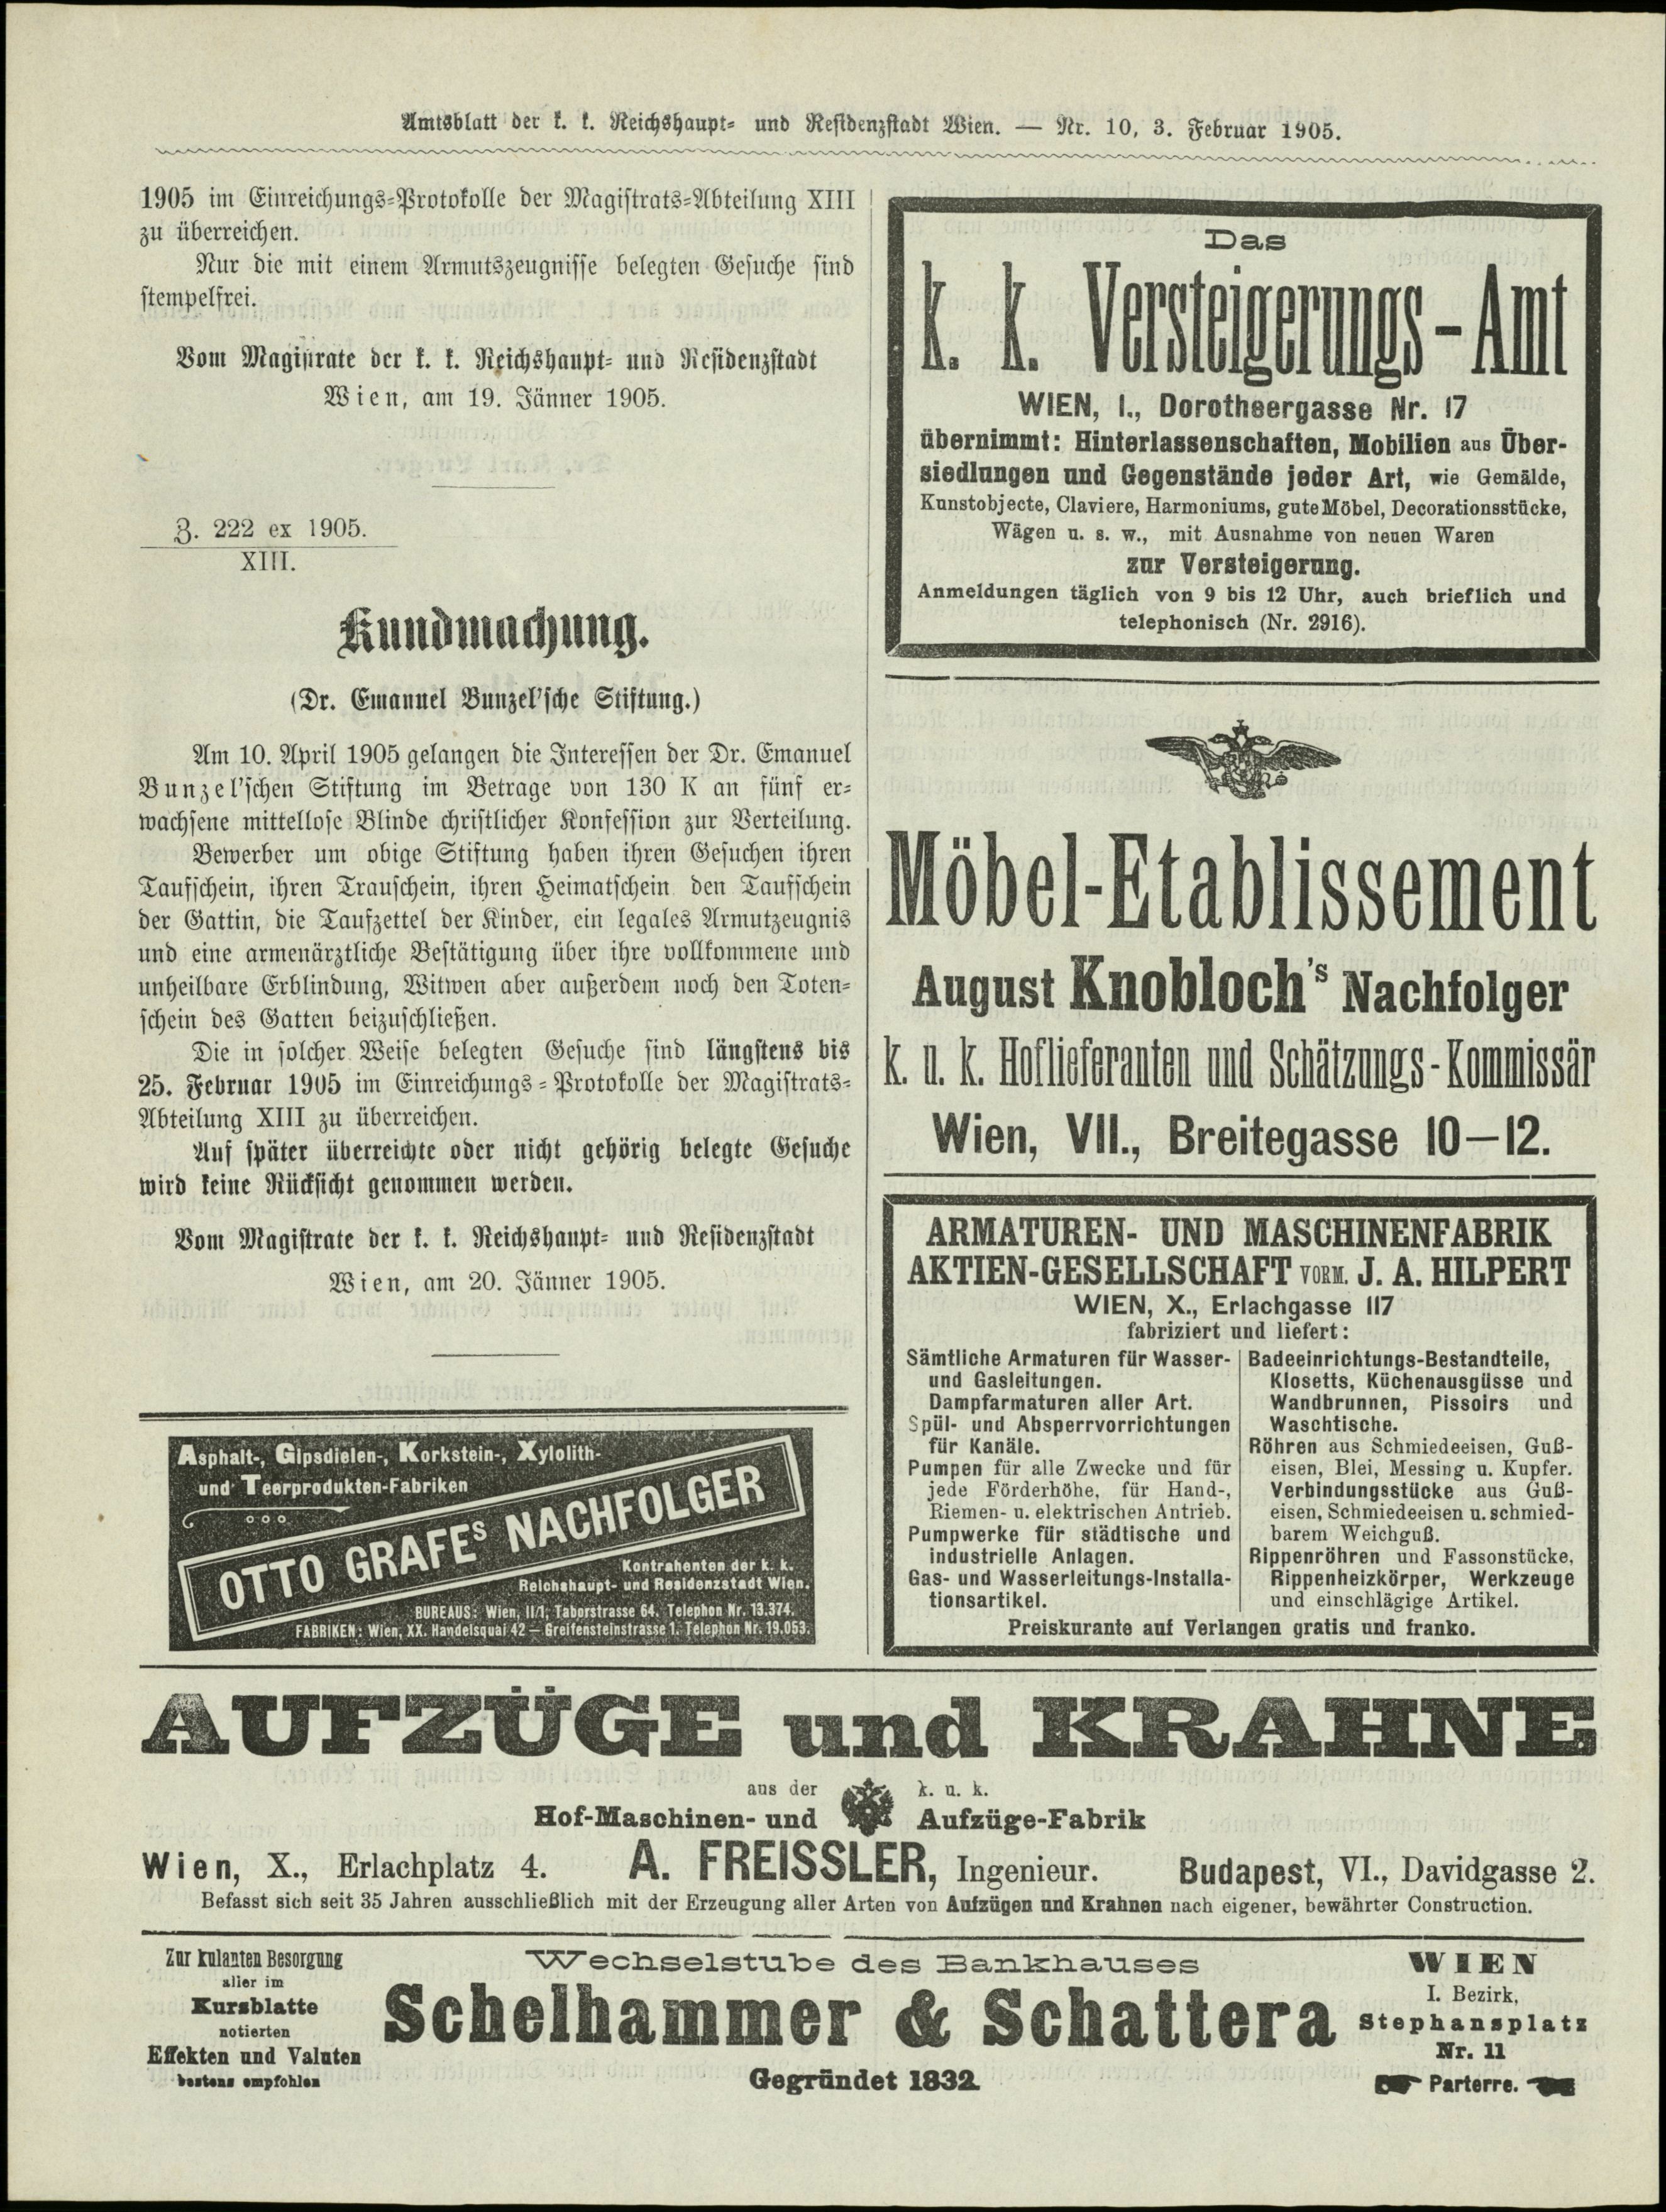 Amtsblatt der k. k. Reichshaupt- und Residenzstadt Wien. — Nr. 10, 3. Februar 1905.
1905 im Einreichungs-Protokolle der Magistrats-Abteilung XIII
zu überreichen.
Nur die mit einem Armutszeugnisse belegten Gesuche sind
stempelfrei.
Vom Magistrate der k. k. Reichshaupt- und Residenzstadt
Wien, am 19. Jänner 1905.
Z. 222 ex 1905.
XIII.
Kundmachung.
(Dr. Emanuel Bunzel'sche Stiftung.)
Am 10. April 1905 gelangen die Interessen der Dr. Emanuel
Bunzel'schen Stiftung im Betrage von 130 K an fünf er-
wachsene mittellose Blinde christlicher Konfession zur Verteilung.
Bewerber um obige Stiftung haben ihren Gesuchen ihren
Taufschein, ihren Trauschein, ihren Heimatschein den Taufschein
der Gattin, die Taufzettel der Kinder, ein legales Armutzeugnis
und eine armenärztliche Bestätigung über ihre vollkommene und
unheilbare Erblindung, Witwen aber außerdem noch den Toten-
schein des Gatten beizuschließen.
Die in solcher Weise belegten Gesuche sind längstens bis
25. Februar 1905 im Einreichungs-Protokolle der Magistrats-
Abteilung XIII zu überreichen.
Auf später überreichte oder nicht gehörig belegte Gesuche
wird keine Rücksicht genommen werden.
Vom Magistrate der k. k. Reichshaupt- und Residenzstadt
Wien, am 20. Jänner 1905.
Asphalt-, Gipsdielen-, Korkstein-, Xylolith-
und Teerprodukten-Fabriken
OTTO GRAFES NACHFOLGER
Kontrahenten der k. k.
Reichshaupt- und Residenzstadt Wien.
BUREAUS: Wien, II/1, Taborstrasse 64. Telephon Nr. 13.374.
FABRIKEN: Wien, XX. Handelsquai 42 — Greifensteinstrasse 1. Telephon Nr. 19.053.
Das
k. k. Versteigerungs-Amt
WIEN, I., Dorotheergasse Nr. 17
übernimmt: Hinterlassenschaften, Mobilien aus Über-
siedlungen und Gegenstände jeder Art, wie Gemälde,
Kunstobjecte, Claviere, Harmoniums, gute Möbel, Decorationsstücke,
Wägen u. s. w., mit Ausnahme von neuen Waren
zur Versteigerung.
Anmeldungen täglich von 9 bis 12 Uhr, auch brieflich und
telephonisch (Nr. 2916).
Möbel-Etablissement
August Knobloch's Nachfolger
k. u. k. Hoflieferanten und Schätzungs-Kommissär
Wien, VII., Breitegasse 10—12.
ARMATUREN- UND MASCHINENFABRIK
AKTIEN-GESELLSCHAFT VORM. J. A. HILPERT
WIEN, X., Erlachgasse 117
fabriziert und liefert:
Sämtliche Armaturen für Wasser-
und Gasleitungen.
Dampfarmaturen aller Art.
Spül- und Absperrvorrichtungen
für Kanäle.
Pumpen für alle Zwecke und für
jede Förderhöhe, für Hand-,
Riemen- u. elektrischen Antrieb.
Pumpwerke für städtische und
industrielle Anlagen.
Gas- und Wasserleitungs-Installa-
tionsartikel.
Badeeinrichtungs-Bestandteile,
Klosetts, Küchenausgüsse und
Wandbrunnen, Pissoirs und
Waschtische.
Röhren aus Schmiedeeisen, Guß-
eisen, Blei, Messing u. Kupfer.
Verbindungsstücke aus Guß-
eisen, Schmiedeeisen u. schmied-
barem Weichguß.
Rippenröhren und Fassonstücke,
Rippenheizkörper, Werkzeuge
und einschlägige Artikel.
Preiskurante auf Verlangen gratis und franko.
AUFZÜGE und KRAHNE
aus der k. u. k.
Hof-Maschinen- und Aufzüge-Fabrik
Wien, X., Erlachplatz 4. A. FREISSLER, Ingenieur. Budapest, VI., Davidgasse 2.
Befasst sich seit 35 Jahren ausschließlich mit der Erzeugung aller Arten von Aufzügen und Krahnen nach eigener, bewährter Construction.
Zur kulanten Besorgung
aller im
Kursblatte
notierten
Effekten und Valuten
bestens empfohlen
Wechselstube des Bankhauses
Schelhammer & Schattera
Gegründet 1832
WIEN
I. Bezirk,
Stephansplatz
Nr. 11
Parterre.